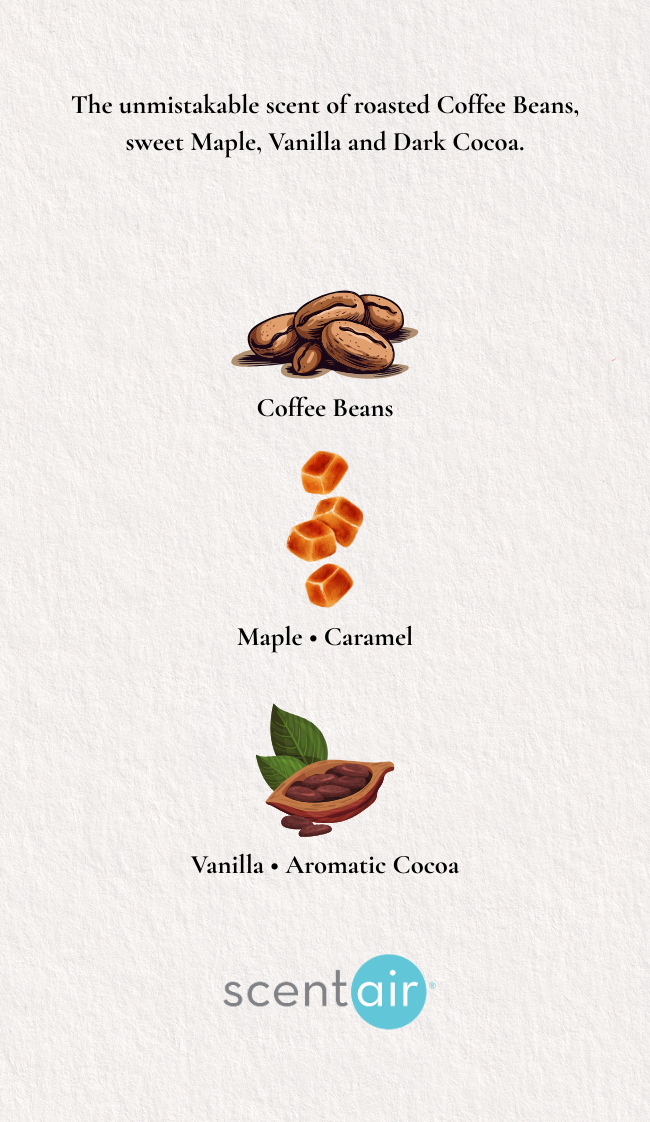 The unmistakable scent of roasted Coffee Beans,
sweet Maple, Vanilla and Dark Cocoa.
Coffee Beans
Maple • Caramel
Vanilla • Aromatic Cocoa
scentair®